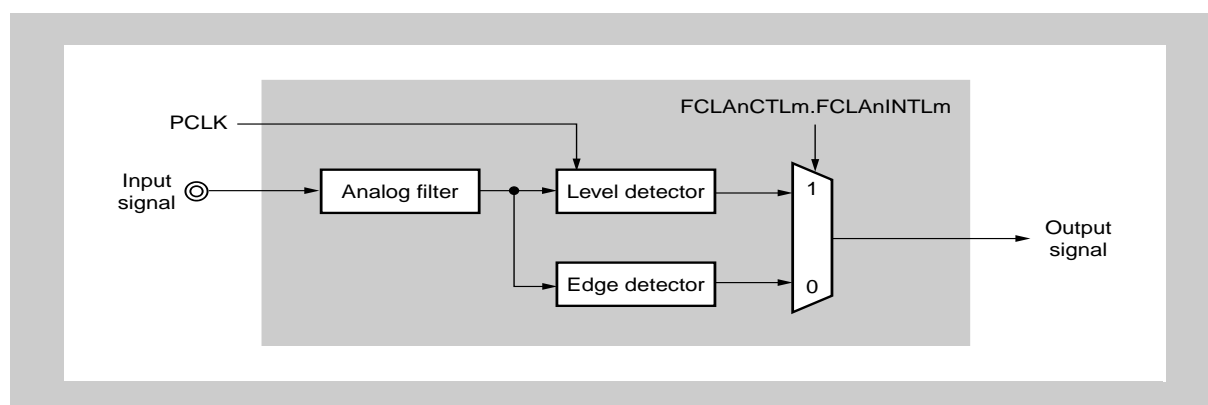 FCLAnCTLm.FCLAnINTLm
PCLK
Input
signal
Analog filter
Level detector
1
Output
signal
Edge detector
0